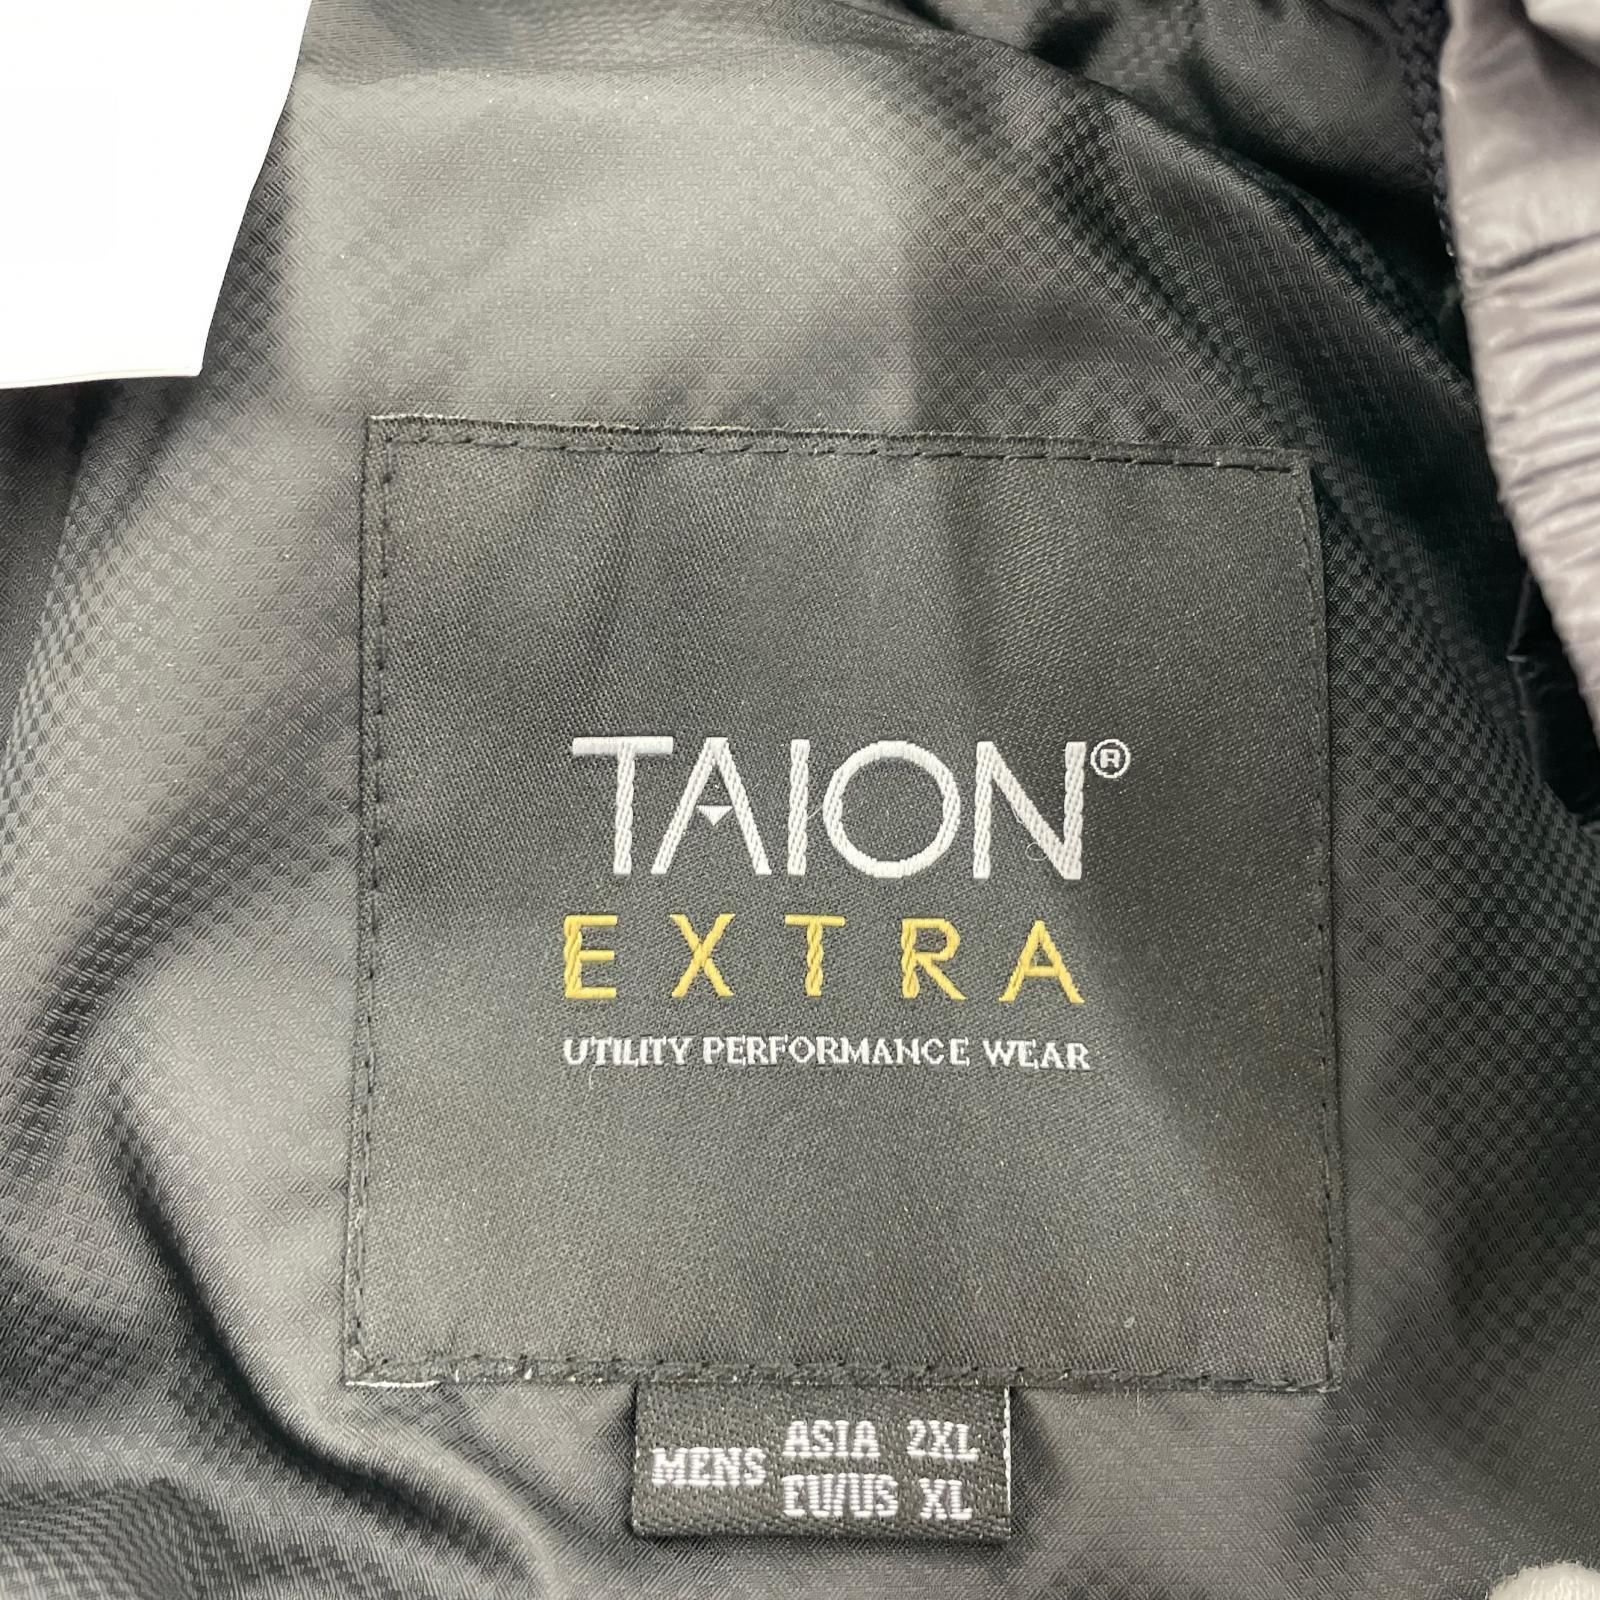 TAION®
EXTRA
UTILITY PERFORMANCE WEAR
MENS
ASIA 2XL
EU/US XL